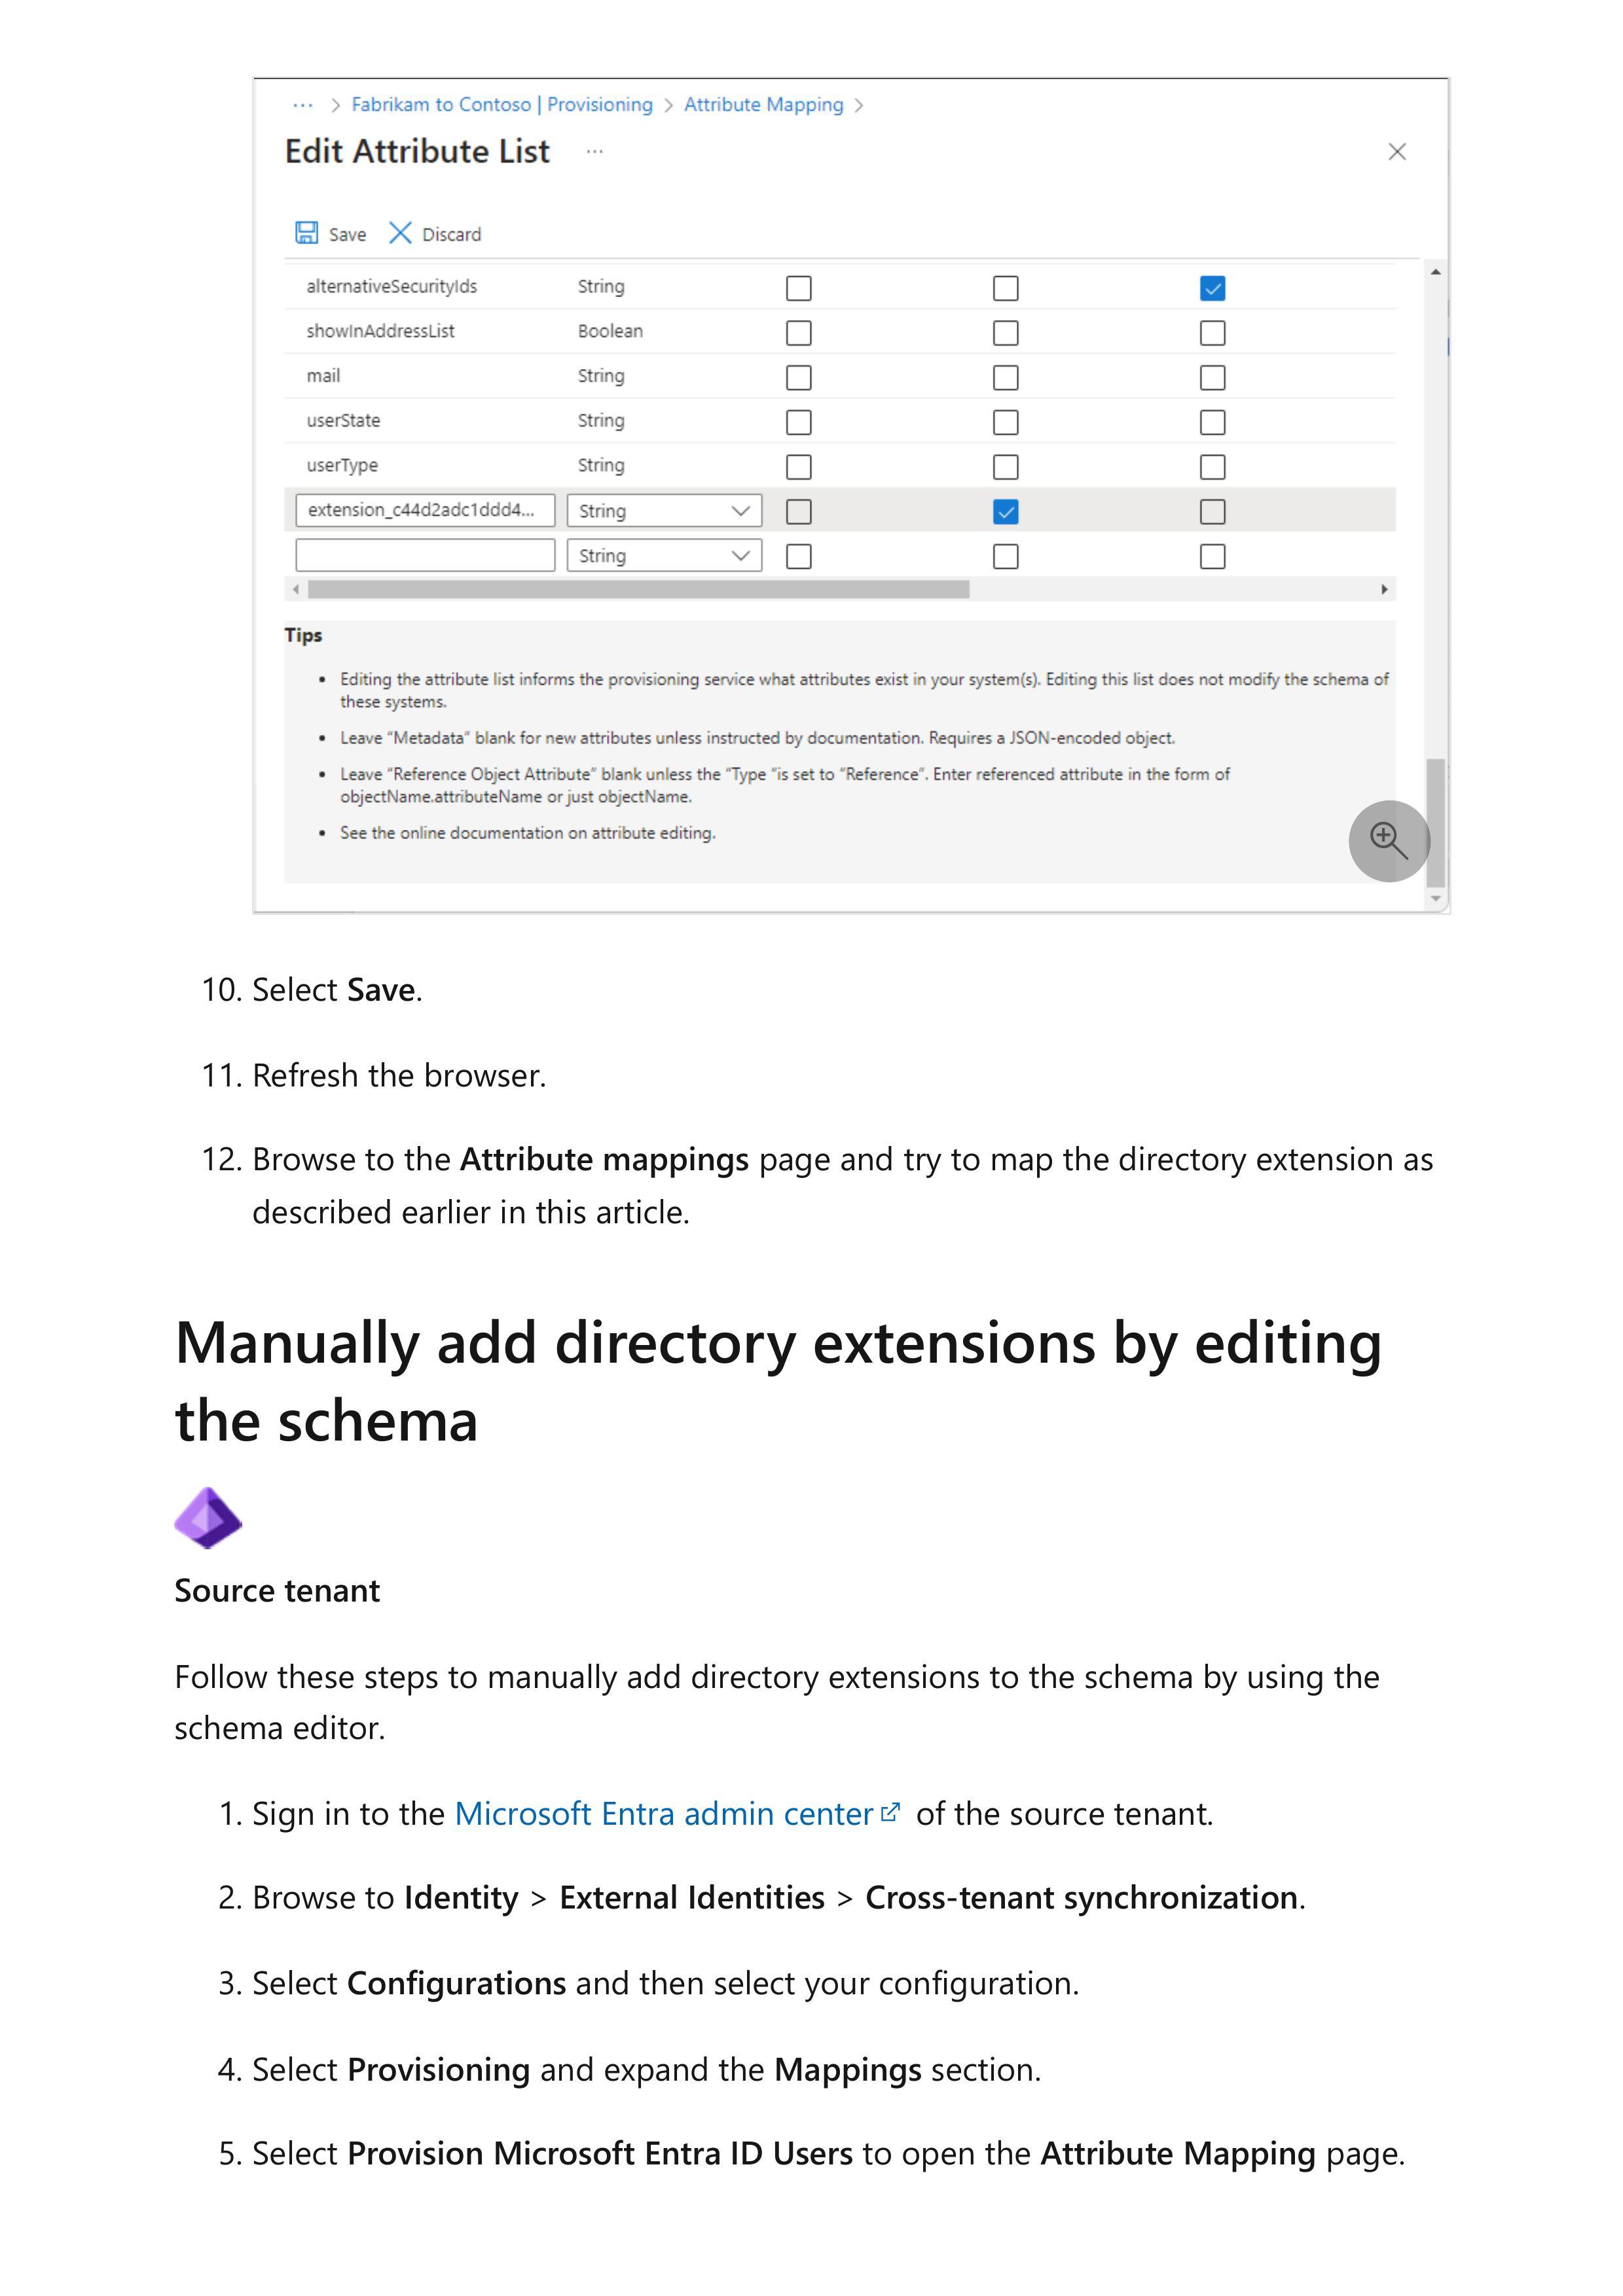 ··· > Fabrikam to Contoso | Provisioning > Attribute Mapping >
Edit Attribute List ···
Save Discard
alternativeSecurityIds String
showInAddressList Boolean
mail String
userState String
userType String
extension_c44d2adc1ddd4... String
String
Tips
• Editing the attribute list informs the provisioning service what attributes exist in your system(s). Editing this list does not modify the schema of
these systems.
• Leave "Metadata" blank for new attributes unless instructed by documentation. Requires a JSON-encoded object.
• Leave "Reference Object Attribute" blank unless the "Type "is set to "Reference". Enter referenced attribute in the form of
objectName.attributeName or just objectName.
• See the online documentation on attribute editing.
10. Select Save.
11. Refresh the browser.
12. Browse to the Attribute mappings page and try to map the directory extension as
described earlier in this article.
Manually add directory extensions by editing
the schema
Source tenant
Follow these steps to manually add directory extensions to the schema by using the
schema editor.
1. Sign in to the Microsoft Entra admin center of the source tenant.
2. Browse to Identity > External Identities > Cross-tenant synchronization.
3. Select Configurations and then select your configuration.
4. Select Provisioning and expand the Mappings section.
5. Select Provision Microsoft Entra ID Users to open the Attribute Mapping page.